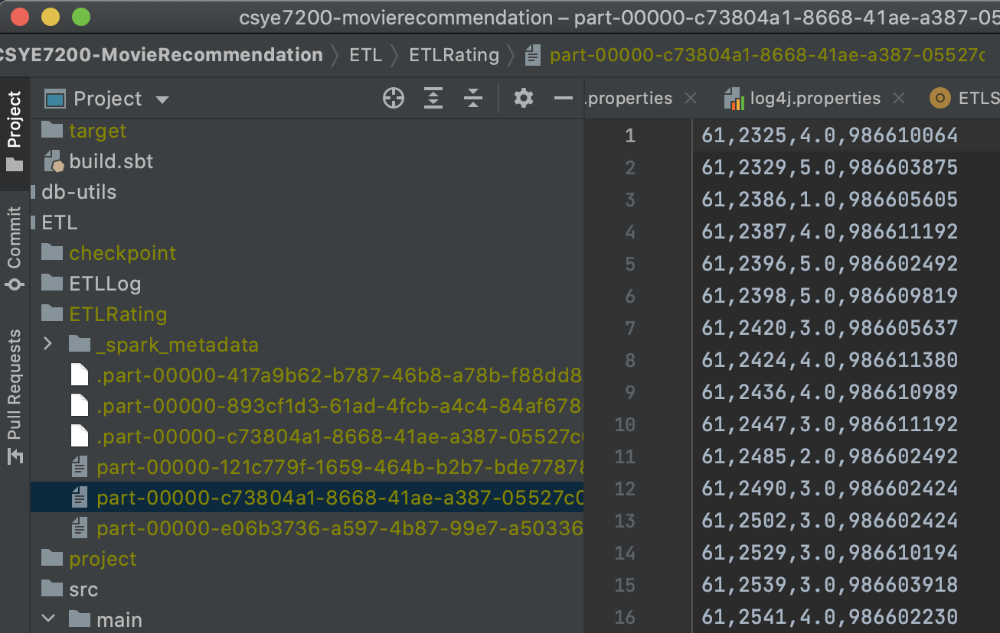 csye7200-movierecommendation – part-00000-c73804a1-8668-41ae-a387-05
CSYE7200-MovieRecommendation
ETL
ETLRating
part-00000-c73804a1-8668-41ae-a387-05527c
Project
Commit
Pull Requests
Project
.properties
log4j.properties
ETLS
target
build.sbt
db-utils
ETL
checkpoint
ETLLog
ETLRating
_spark_metadata
.part-00000-417a9b62-b787-46b8-a78b-f88dd8
.part-00000-893cf1d3-61ad-4fcb-a4c4-84af678
.part-00000-c73804a1-8668-41ae-a387-05527c
part-00000-121c779f-1659-464b-b2b7-bde77878
part-00000-c73804a1-8668-41ae-a387-05527c0
part-00000-e06b3736-a597-4b87-99e7-a50336
project
src
main
1 61,2325,4.0,986610064
2 61,2329,5.0,986603875
3 61,2386,1.0,986605605
4 61,2387,4.0,986611192
5 61,2396,5.0,986602492
6 61,2398,5.0,986609819
7 61,2420,3.0,986605637
8 61,2424,4.0,986611380
9 61,2436,4.0,986610989
10 61,2447,3.0,986611192
11 61,2485,2.0,986602492
12 61,2490,3.0,986602424
13 61,2502,3.0,986602424
14 61,2529,3.0,986610194
15 61,2539,3.0,986603918
16 61,2541,4.0,986602230